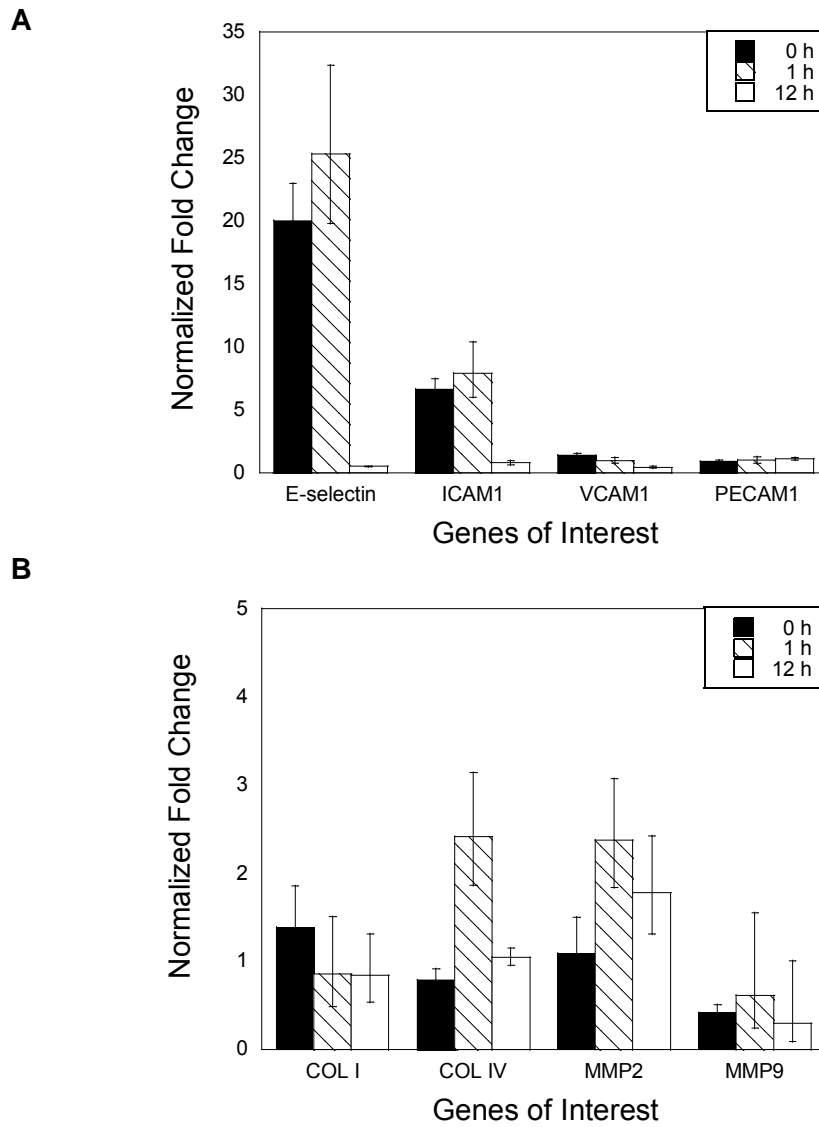 A
35
30
25
20
15
10
5
0
Normalized Fold Change
0 h
1 h
12 h
E-selectin ICAM1 VCAM1 PECAM1
Genes of Interest
B
5
4
3
2
1
0
Normalized Fold Change
0 h
1 h
12 h
COL I COL IV MMP2 MMP9
Genes of Interest